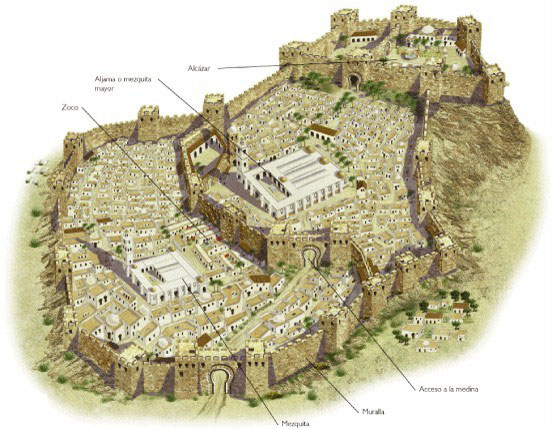 Alcázar
Aljama o mezquita
mayor
Zoco
Acceso a la medina
Muralla
Mezquita